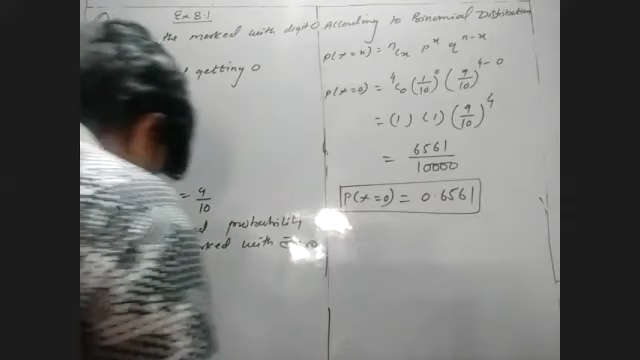 Ex 8.1
the marked with digit 0
getting 0
= 9/10
probability
marked with Zero
According to Binomial Distribution
P(X=x) = ⁿCₓ pˣ qⁿ⁻ˣ
P(X=0) = ⁴C₀ (1/10)⁰ (9/10)⁴⁻⁰
= (1) (1) (9/10)⁴
= 6561/10000
P(X=0) = 0.6561